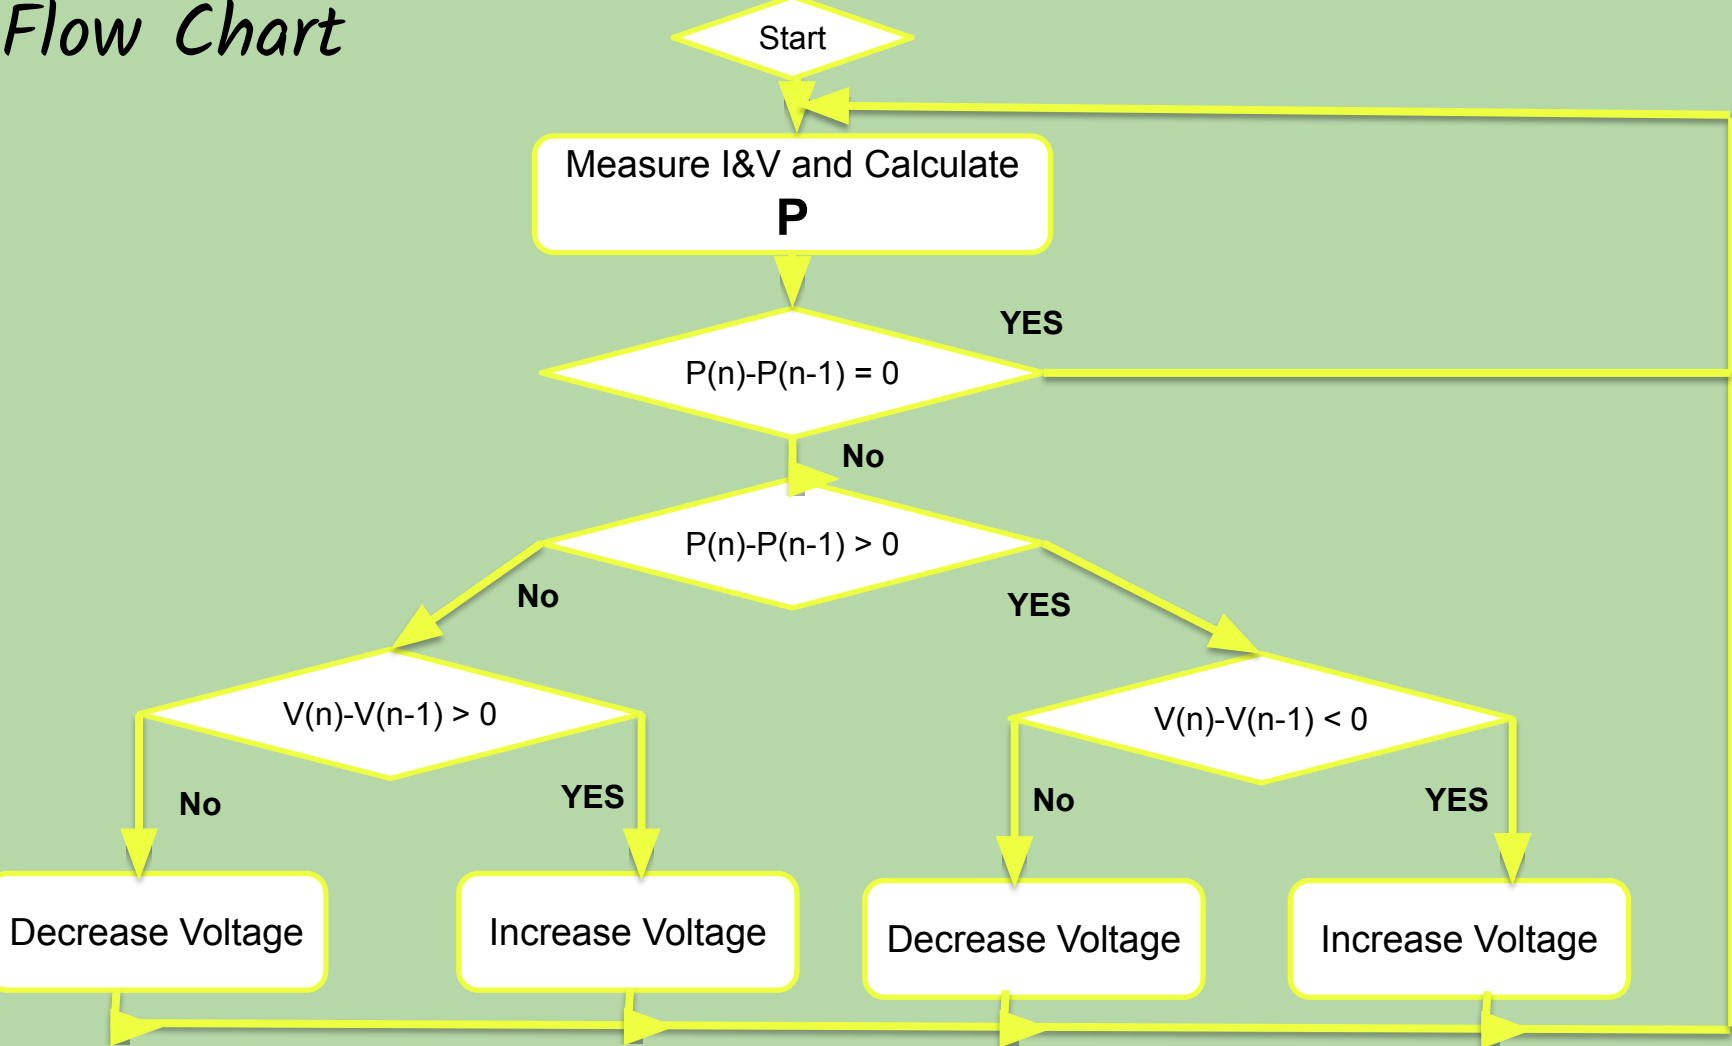 Flow Chart
Start
Measure I&V and Calculate
P
YES
P(n)-P(n-1) = 0
No
P(n)-P(n-1) > 0
No
YES
V(n)-V(n-1) > 0
V(n)-V(n-1) < 0
No
YES
No
YES
Decrease Voltage
Increase Voltage
Decrease Voltage
Increase Voltage